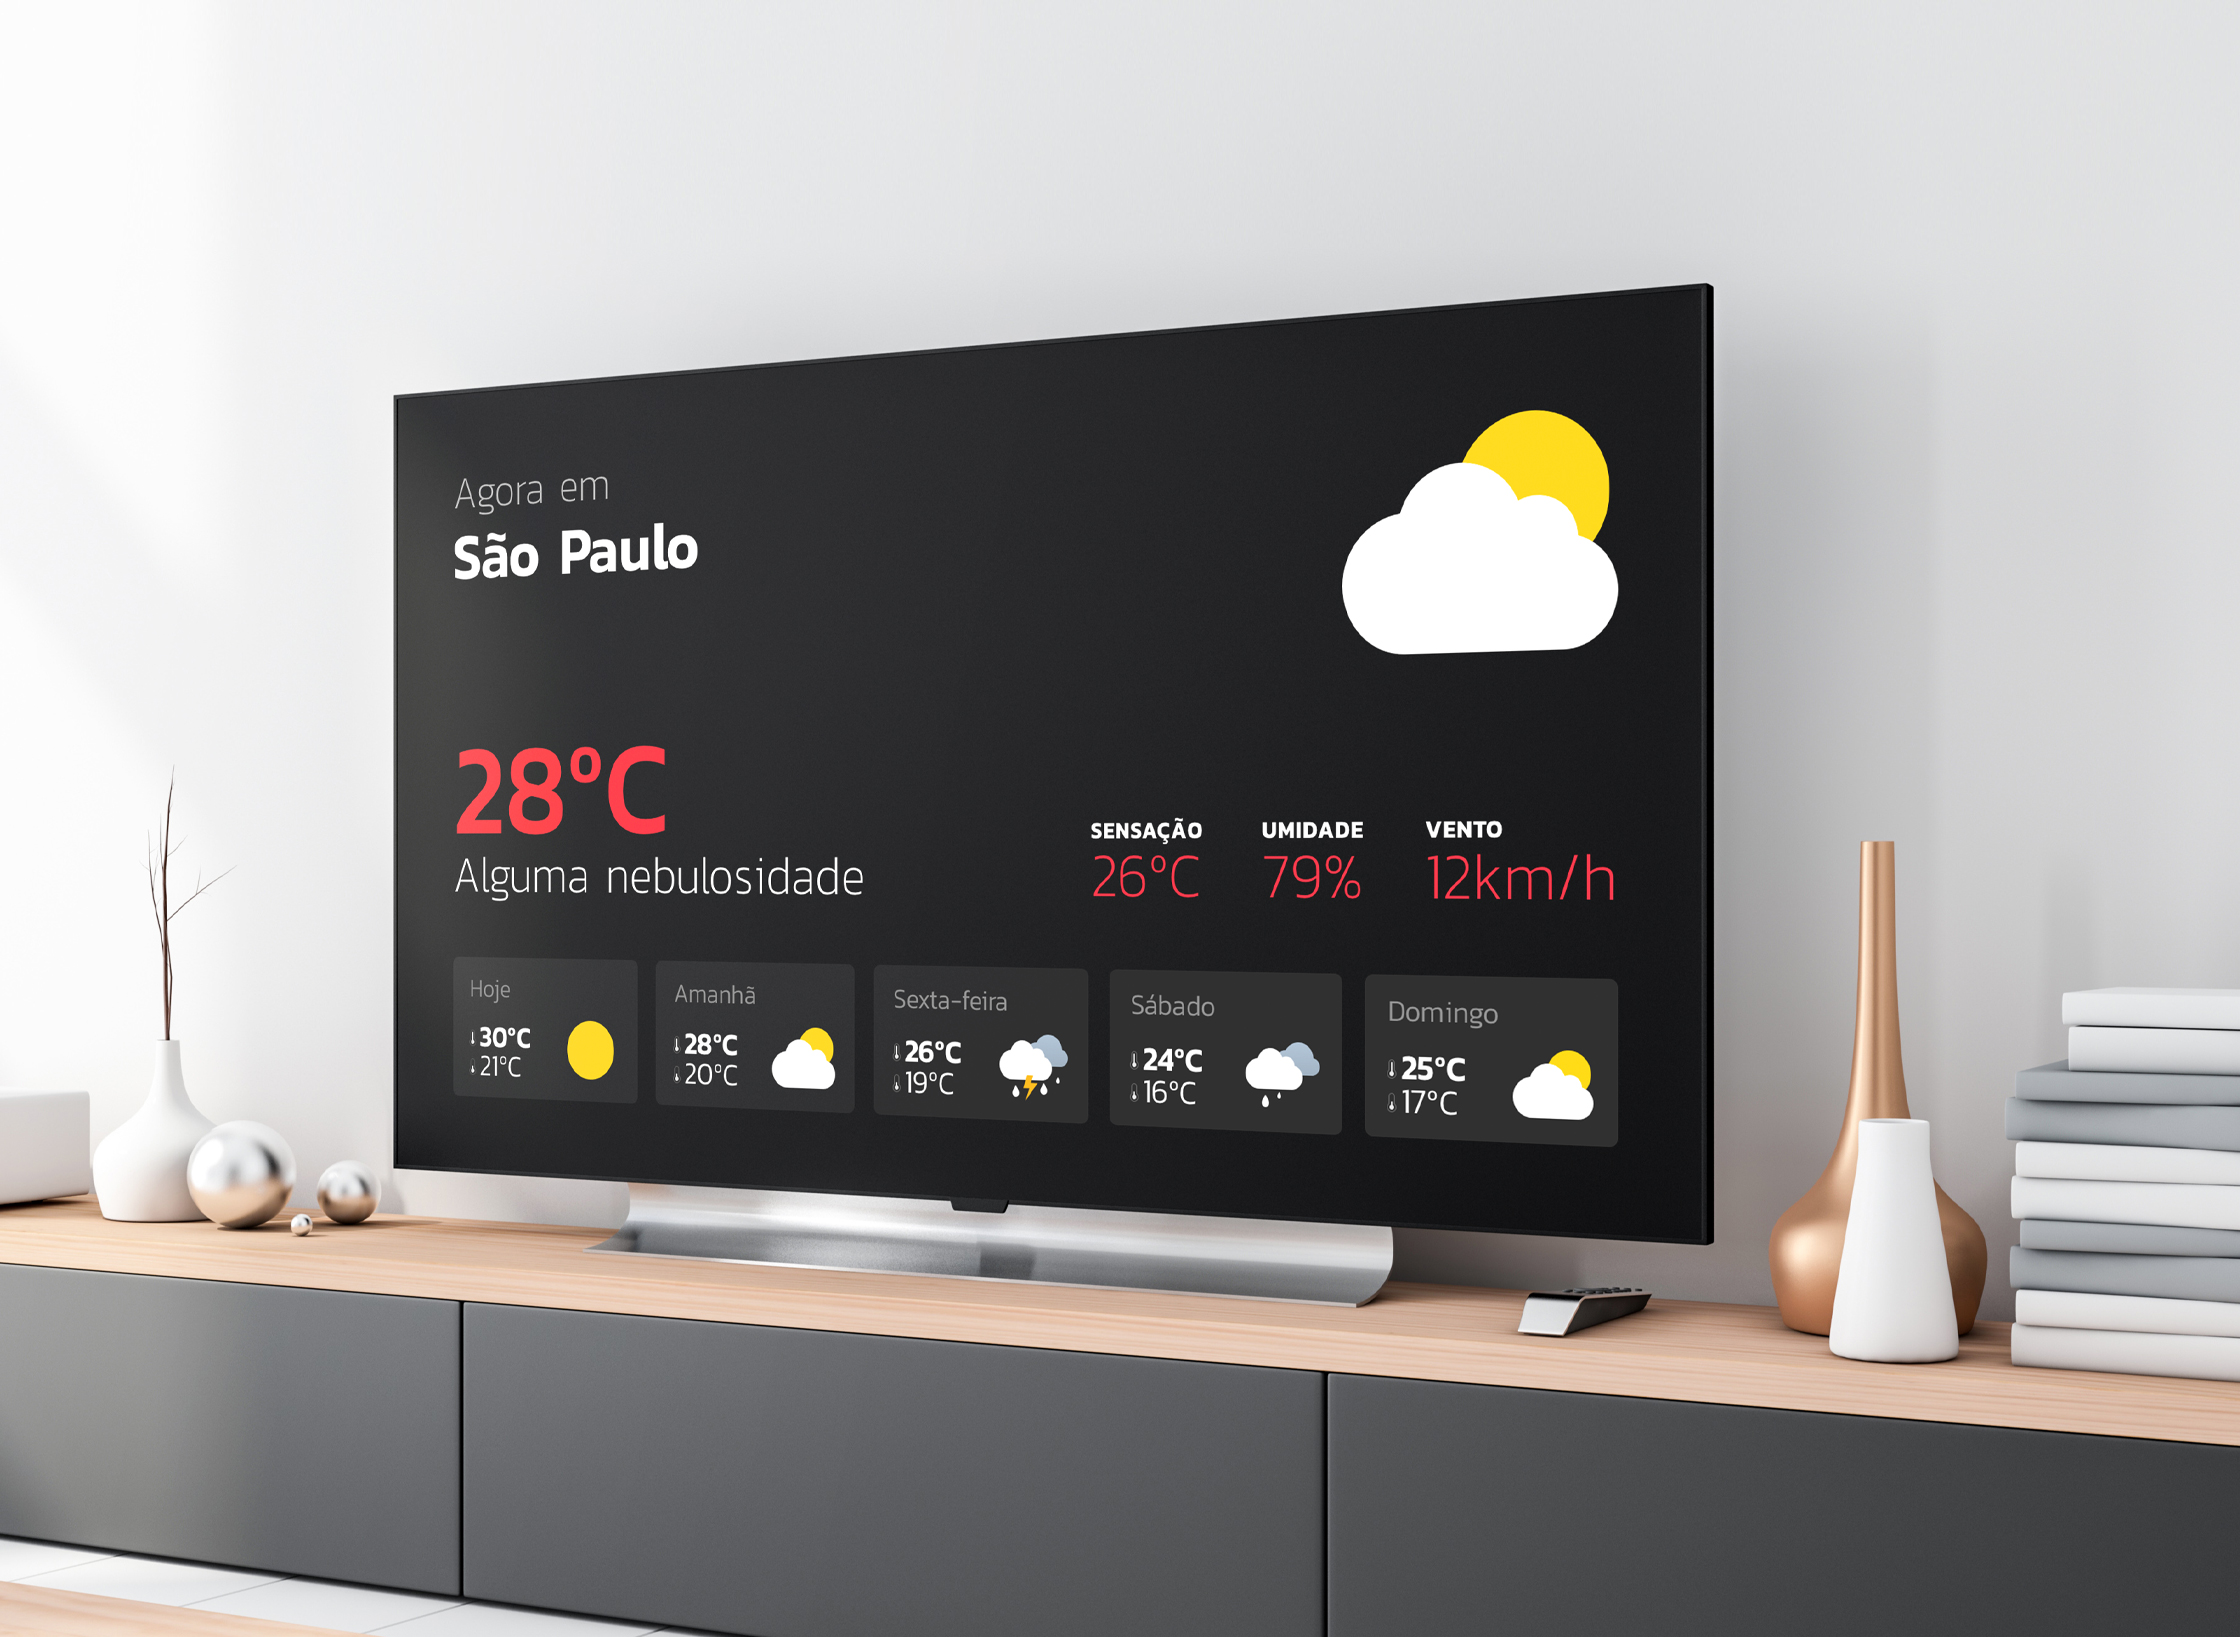 Agora em
São Paulo
28°C
Alguma nebulosidade
SENSAÇÃO
26°C
UMIDADE
79%
VENTO
12km/h
Hoje
30°C
21°C
Amanhã
28°C
20°C
Sexta-feira
26°C
19°C
Sábado
24°C
16°C
Domingo
25°C
17°C